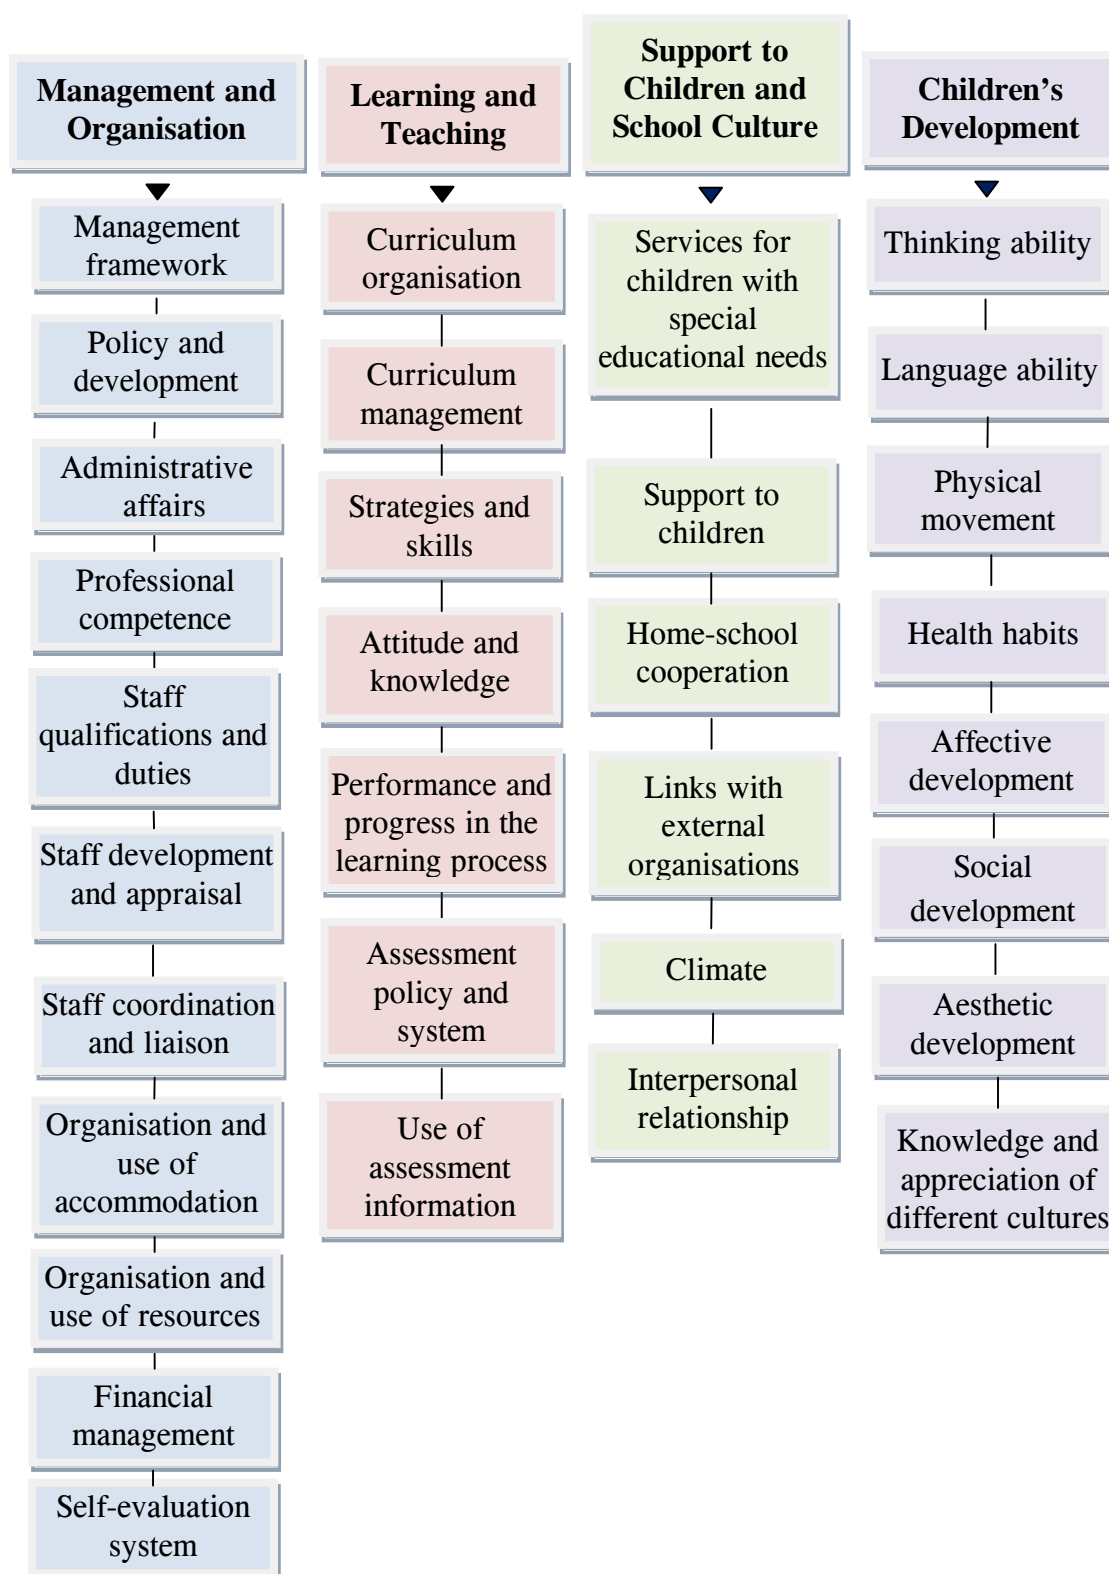 Management and
Organisation
Management
framework
Policy and
development
Administrative
affairs
Professional
competence
Staff
qualifications and
duties
Staff development
and appraisal
Staff coordination
and liaison
Organisation and
use of
accommodation
Organisation and
use of resources
Financial
management
Self-evaluation
system
Learning and
Teaching
Curriculum
organisation
Curriculum
management
Strategies and
skills
Attitude and
knowledge
Performance and
progress in the
learning process
Assessment
policy and
system
Use of
assessment
information
Support to
Children and
School Culture
Services for
children with
special
educational needs
Support to
children
Home-school
cooperation
Links with
external
organisations
Climate
Interpersonal
relationship
Children's
Development
Thinking ability
Language ability
Physical
movement
Health habits
Affective
development
Social
development
Aesthetic
development
Knowledge and
appreciation of
different cultures